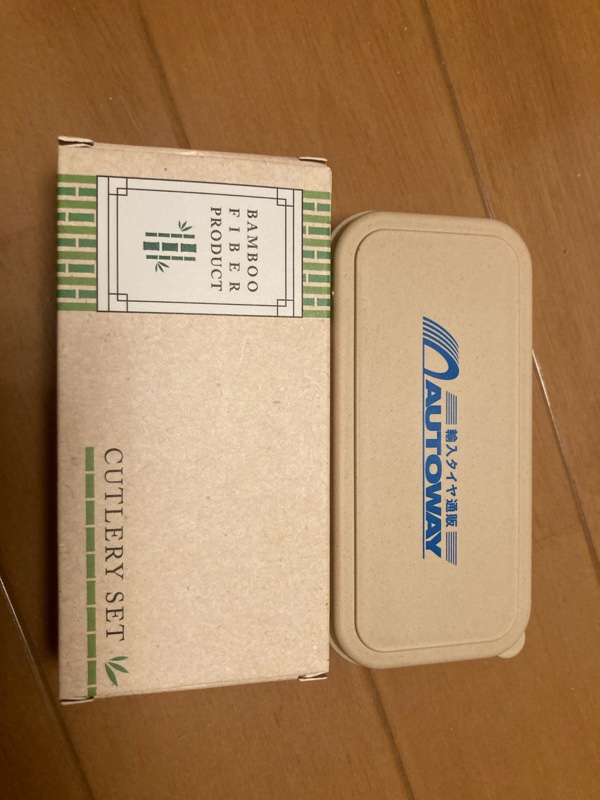 BAMBOO
FIBER
PRODUCT
CUTLERY SET
輸入タイヤ通販
AUTOWAY